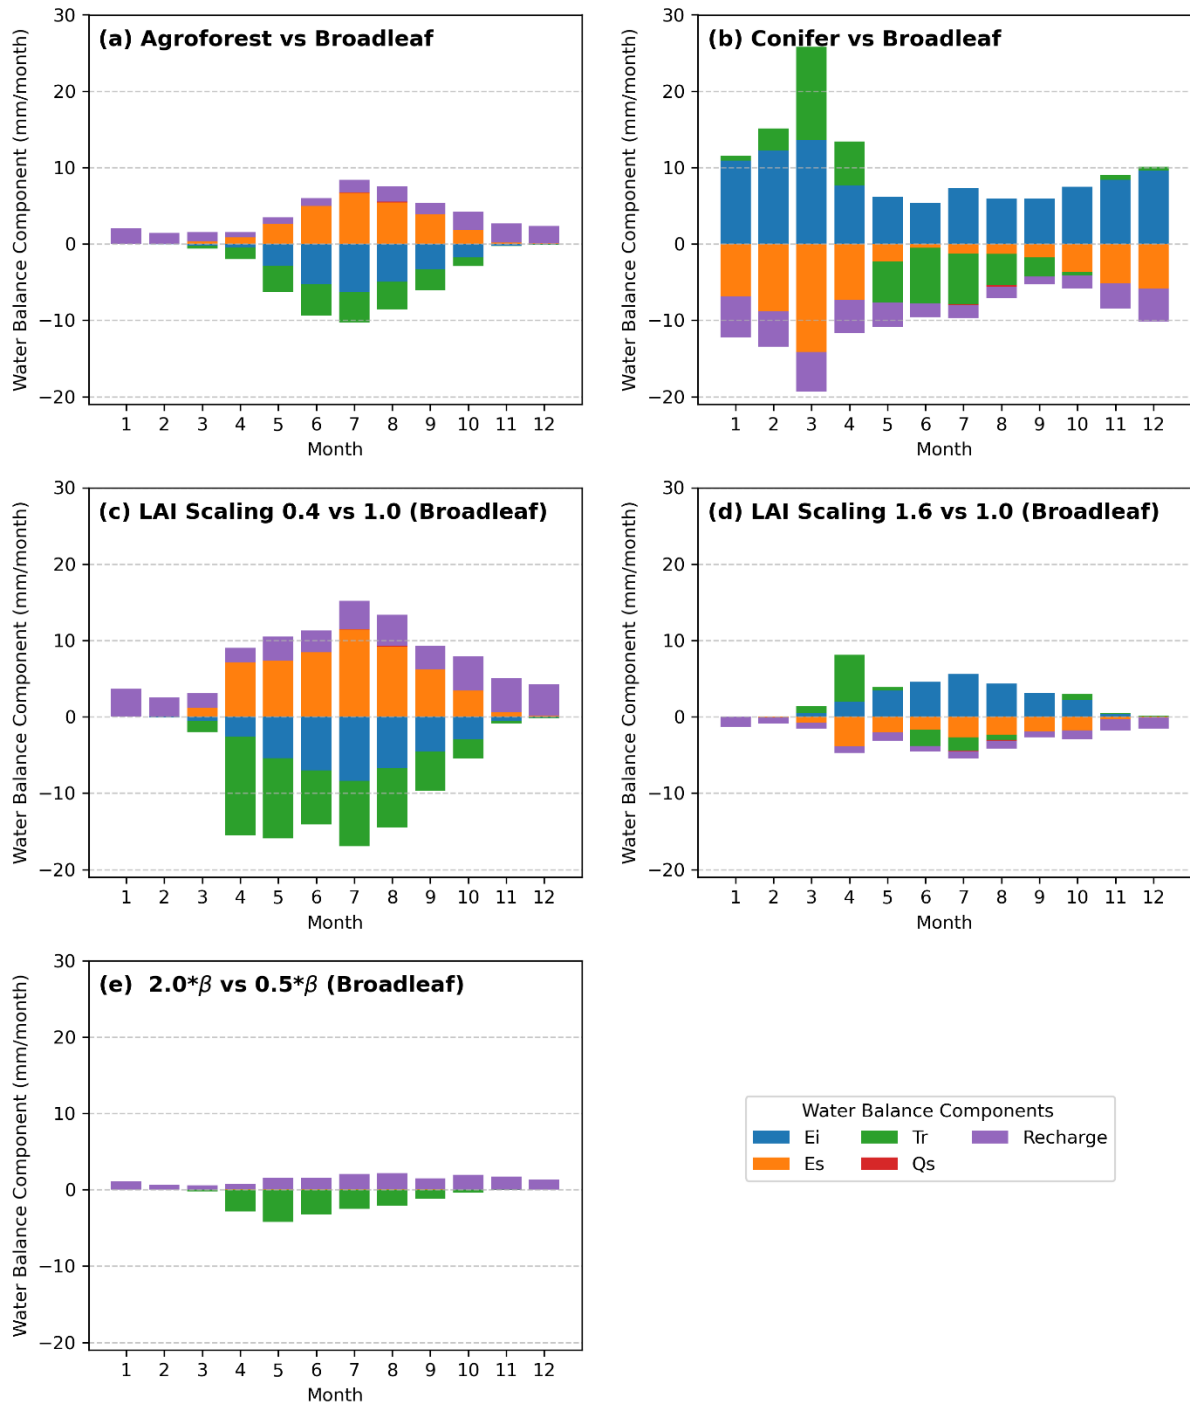 (a) Agroforest vs Broadleaf
Water Balance Component (mm/month)
30
20
10
0
−10
−20
1 2 3 4 5 6 7 8 9 10 11 12
Month
(b) Conifer vs Broadleaf
Water Balance Component (mm/month)
30
20
10
0
−10
−20
1 2 3 4 5 6 7 8 9 10 11 12
Month
(c) LAI Scaling 0.4 vs 1.0 (Broadleaf)
Water Balance Component (mm/month)
30
20
10
0
−10
−20
1 2 3 4 5 6 7 8 9 10 11 12
Month
(d) LAI Scaling 1.6 vs 1.0 (Broadleaf)
Water Balance Component (mm/month)
30
20
10
0
−10
−20
1 2 3 4 5 6 7 8 9 10 11 12
Month
(e) 2.0*β vs 0.5*β (Broadleaf)
Water Balance Component (mm/month)
30
20
10
0
−10
−20
1 2 3 4 5 6 7 8 9 10 11 12
Month
Water Balance Components
Ei Tr Recharge
Es Qs